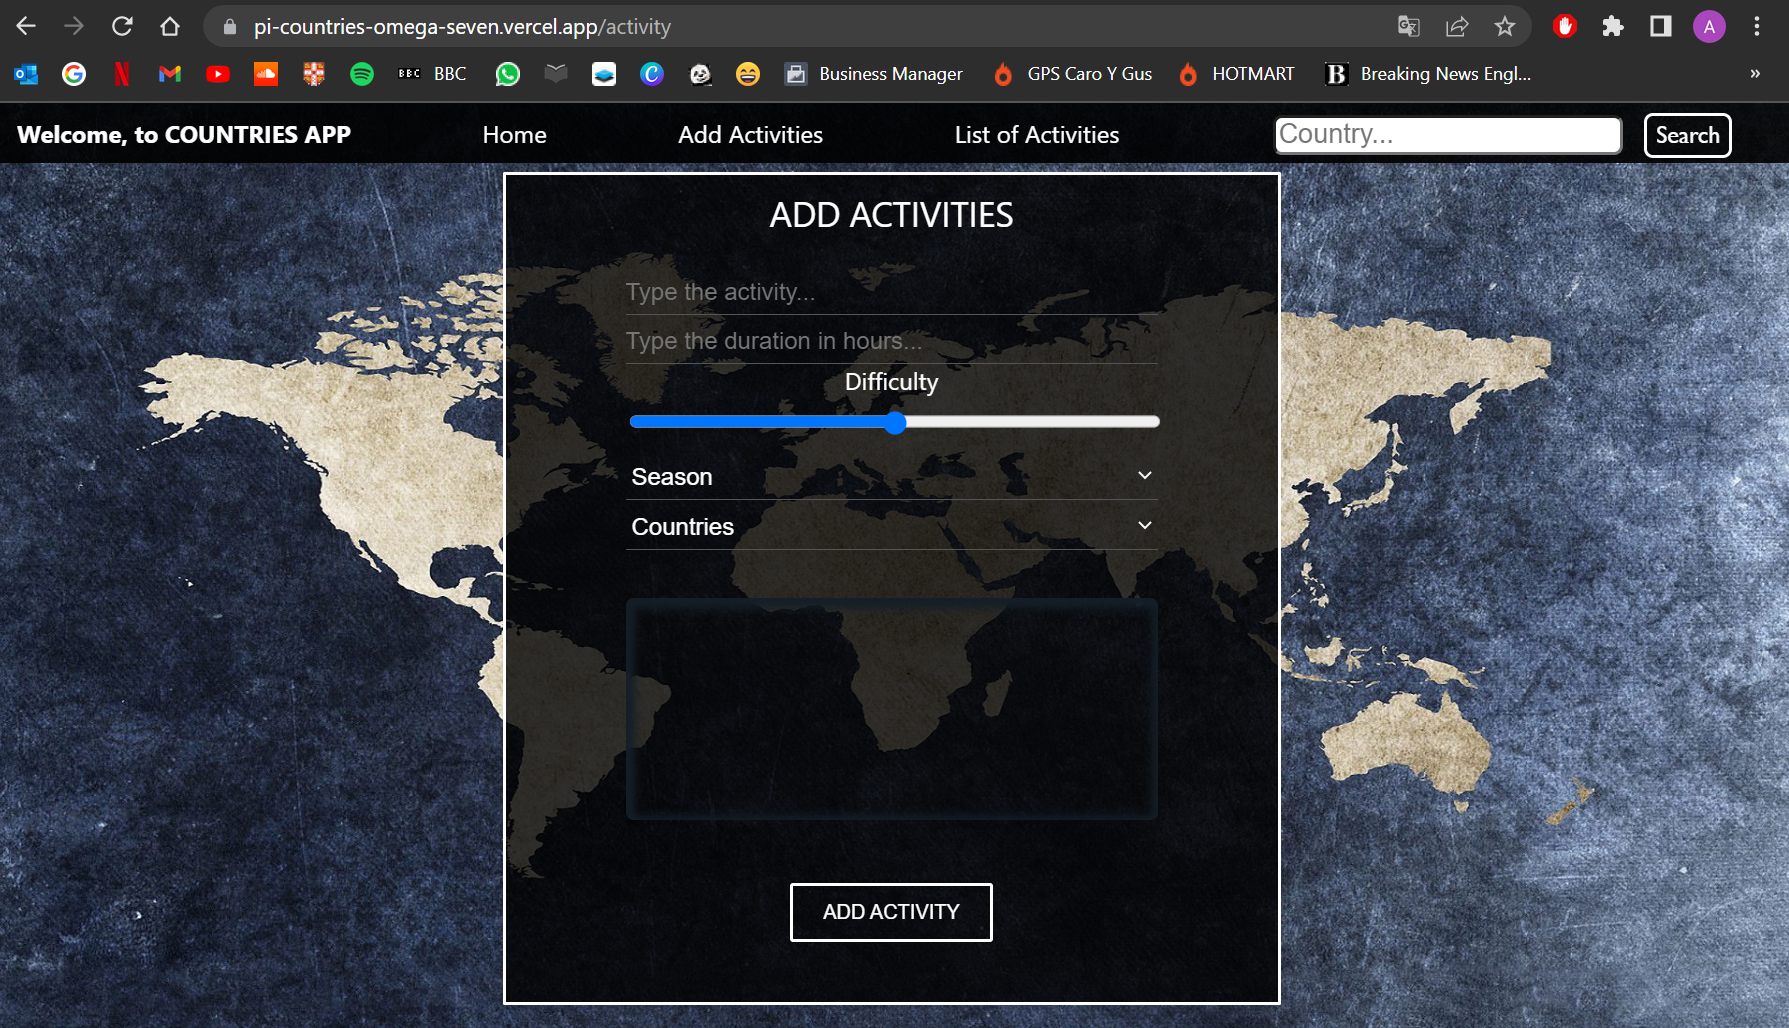 pi-countries-omega-seven.vercel.app/activity
A
BBC BBC Business Manager GPS Caro Y Gus HOTMART B Breaking News Engl... »
Welcome, to COUNTRIES APP Home Add Activities List of Activities Country... Search
ADD ACTIVITIES
Type the activity...
Type the duration in hours...
Difficulty
Season
Countries
ADD ACTIVITY